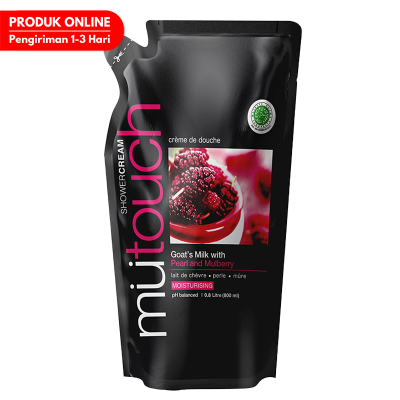 PRODUK ONLINE
Pengiriman 1-3 Hari
mütouch
SHOWERCREAM
crème de douche
Goat's Milk with
Pearl and Mulberry
lait de chèvre • perle • mûre
MOISTURISING
pH balanced | 0.8 Litre (800 ml)